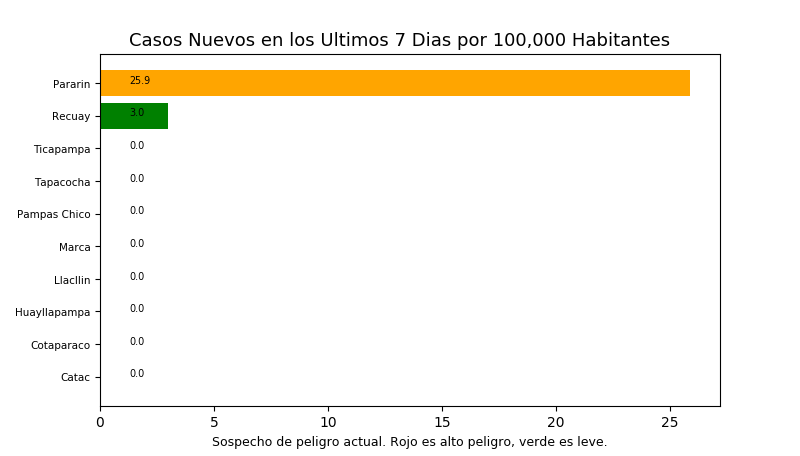 Casos Nuevos en los Ultimos 7 Dias por 100,000 Habitantes
Pararin 25.9
Recuay 3.0
Ticapampa 0.0
Tapacocha 0.0
Pampas Chico 0.0
Marca 0.0
Llacllin 0.0
Huayllapampa 0.0
Cotaparaco 0.0
Catac 0.0
0 5 10 15 20 25
Sospecho de peligro actual. Rojo es alto peligro, verde es leve.